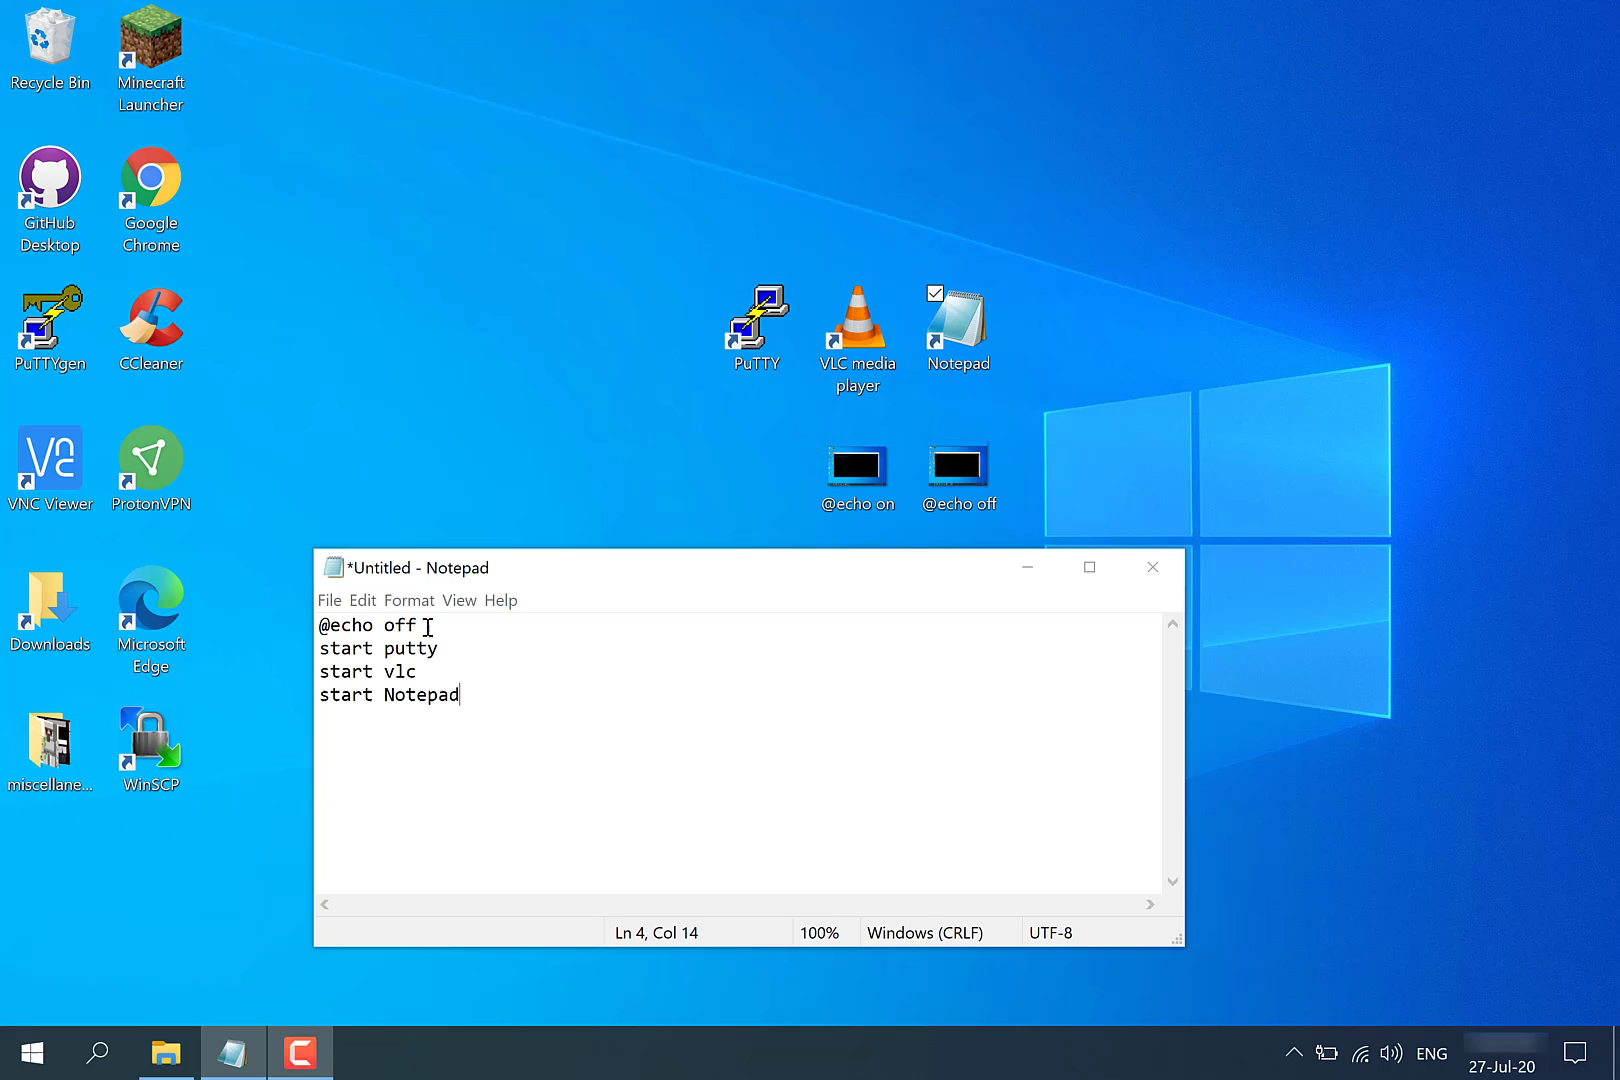 Recycle Bin
Minecraft
Launcher
GitHub
Desktop
Google
Chrome
PuTTYgen
CCleaner
PuTTY
VLC media
player
Notepad
VNC Viewer
ProtonVPN
@echo on
@echo off
Downloads
Microsoft
Edge
miscellane...
WinSCP
*Untitled - Notepad
File Edit Format View Help
@echo off
start putty
start vlc
start Notepad
Ln 4, Col 14
100%
Windows (CRLF)
UTF-8
ENG
27-Jul-20